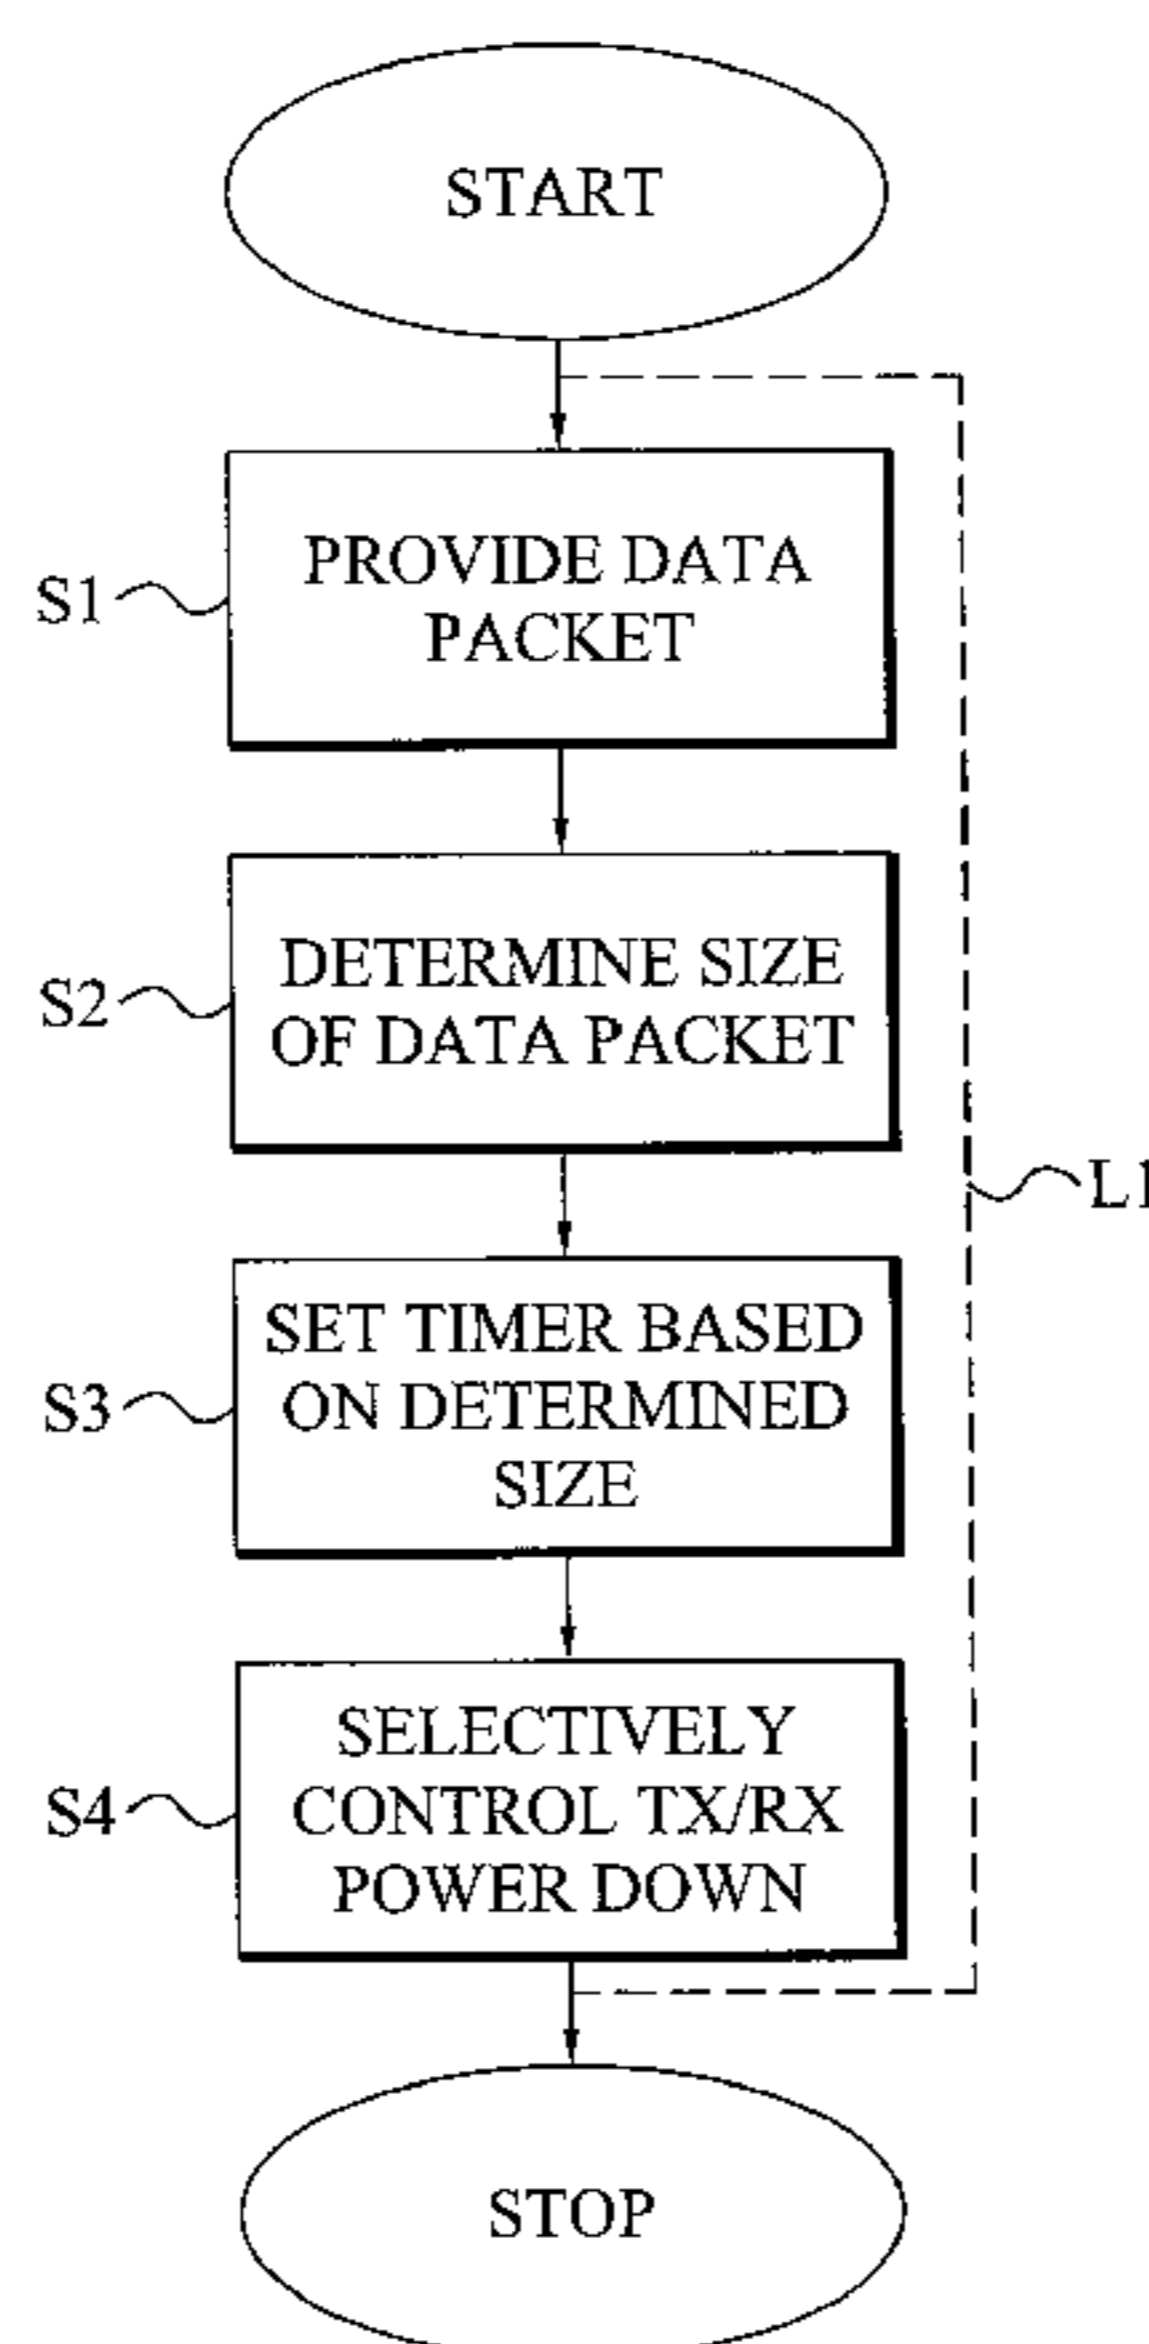 START
PROVIDE DATA
PACKET
S1
DETERMINE SIZE
OF DATA PACKET
S2
L1
SET TIMER BASED
ON DETERMINED
SIZE
S3
SELECTIVELY
CONTROL TX/RX
POWER DOWN
S4
STOP